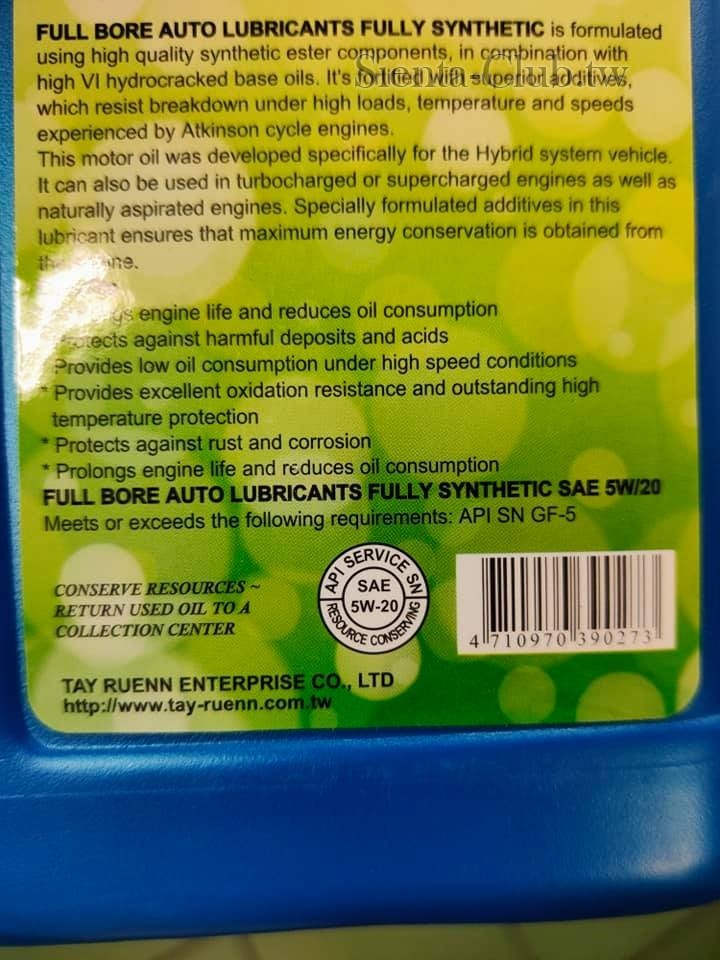 FULL BORE AUTO LUBRICANTS FULLY SYNTHETIC is formulated
using high quality synthetic ester components, in combination with
Sienta-Club.tw
high VI hydrocracked base oils. It's fortified with superior additives,
which resist breakdown under high loads, temperature and speeds
experienced by Atkinson cycle engines.
This motor oil was developed specifically for the Hybrid system vehicle.
It can also be used in turbocharged or supercharged engines as well as
naturally aspirated engines. Specially formulated additives in this
lubricant ensures that maximum energy conservation is obtained from
engine life and reduces oil consumption
against harmful deposits and acids
Provides low oil consumption under high speed conditions
* Provides excellent oxidation resistance and outstanding high
temperature protection
* Protects against rust and corrosion
* Prolongs engine life and reduces oil consumption
FULL BORE AUTO LUBRICANTS FULLY SYNTHETIC SAE 5W/20
Meets or exceeds the following requirements: API SN GF-5
CONSERVE RESOURCES ~
RETURN USED OIL TO A
COLLECTION CENTER
API SERVICE SN
SAE
5W-20
RESOURCE CONSERVING
4 710970 390273
TAY RUENN ENTERPRISE CO., LTD
http://www.tay-ruenn.com.tw